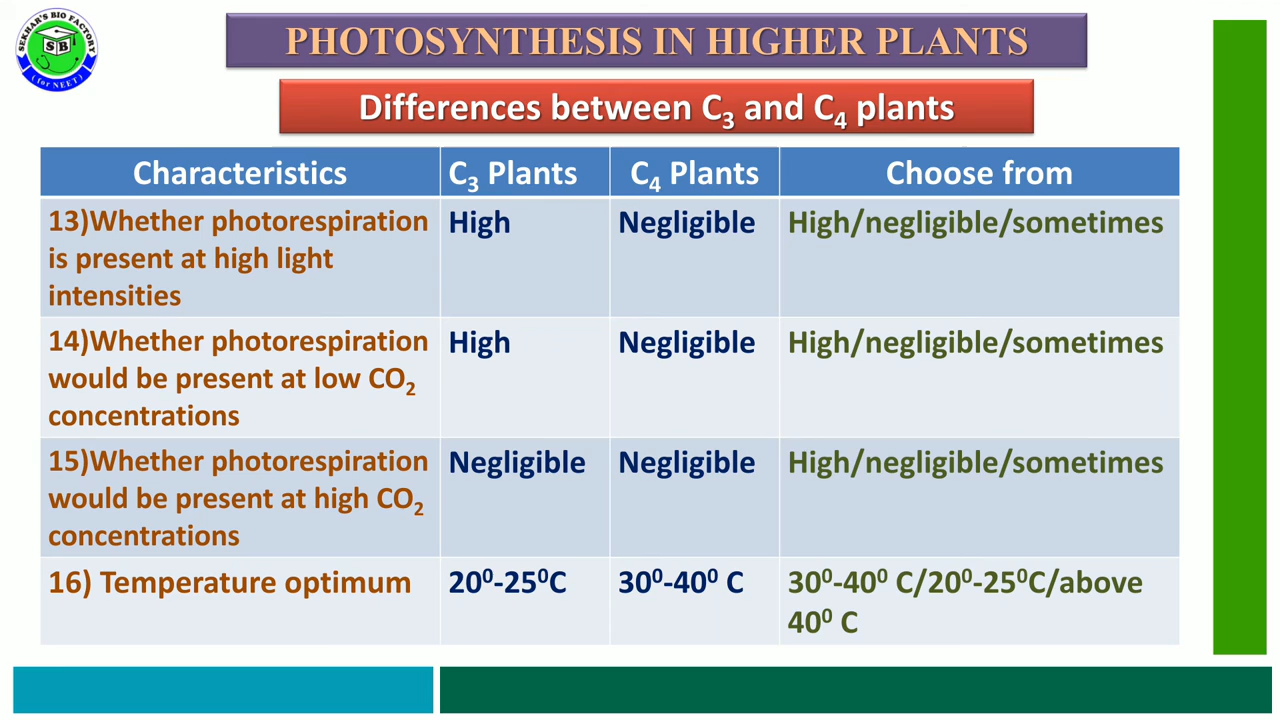 SEKHAR'S BIO FACTORY
SB
(for NEET)
PHOTOSYNTHESIS IN HIGHER PLANTS
Differences between C₃ and C₄ plants
Characteristics C₃ Plants C₄ Plants Choose from
13)Whether photorespiration High Negligible High/negligible/sometimes
is present at high light
intensities
14)Whether photorespiration High Negligible High/negligible/sometimes
would be present at low CO₂
concentrations
15)Whether photorespiration Negligible Negligible High/negligible/sometimes
would be present at high CO₂
concentrations
16) Temperature optimum 20⁰-25⁰C 30⁰-40⁰ C 30⁰-40⁰ C/20⁰-25⁰C/above
40⁰ C